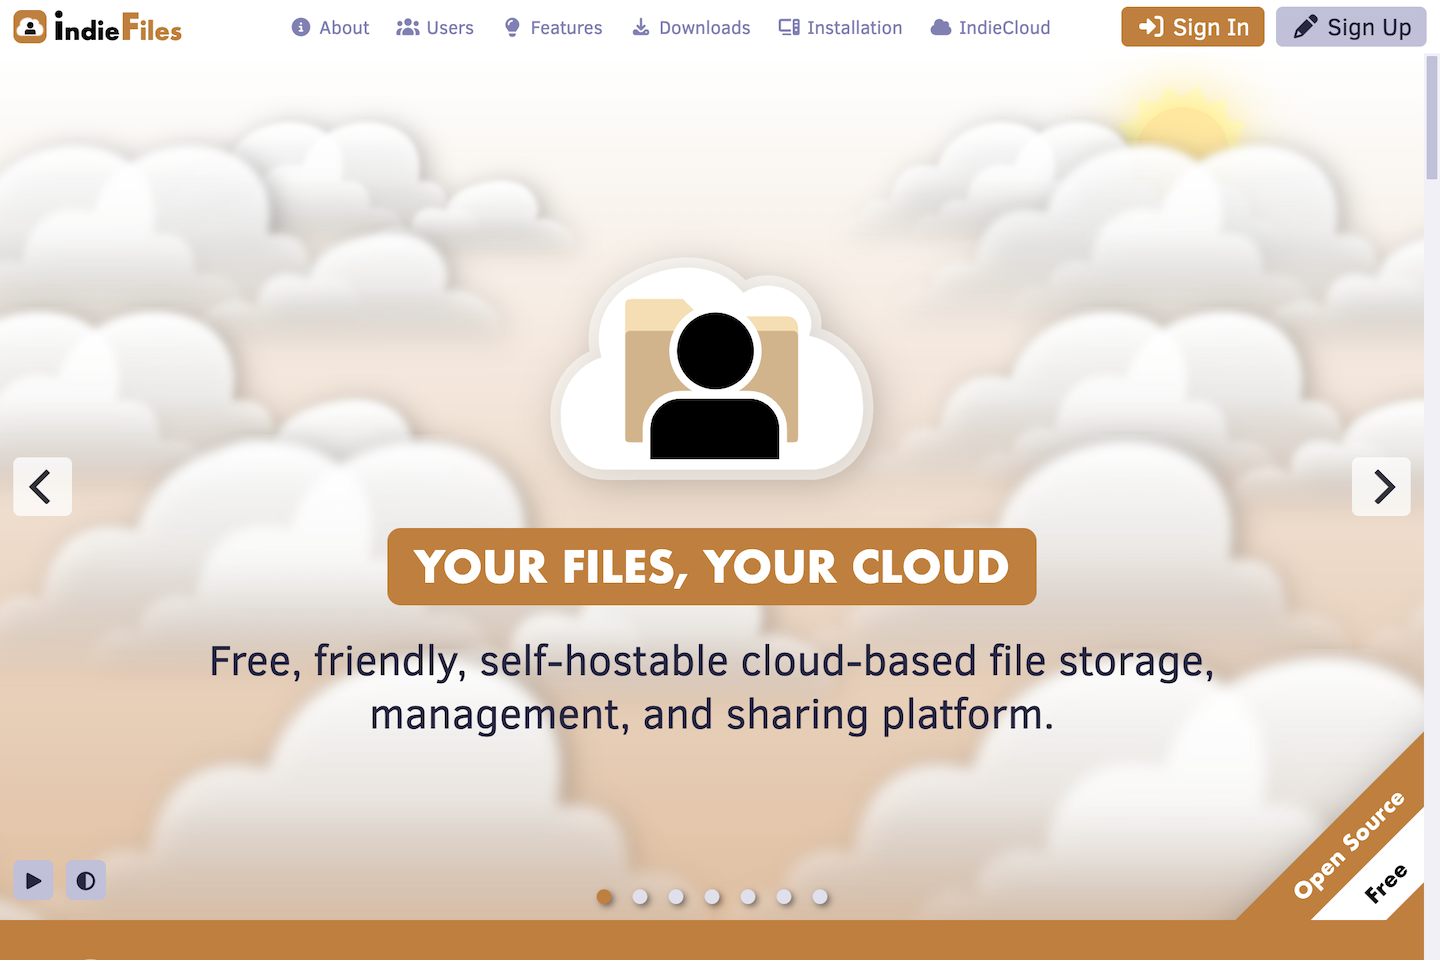 IndieFiles
About
Users
Features
Downloads
Installation
IndieCloud
Sign In
Sign Up
YOUR FILES, YOUR CLOUD
Free, friendly, self-hostable cloud-based file storage,
management, and sharing platform.
Open Source
Free